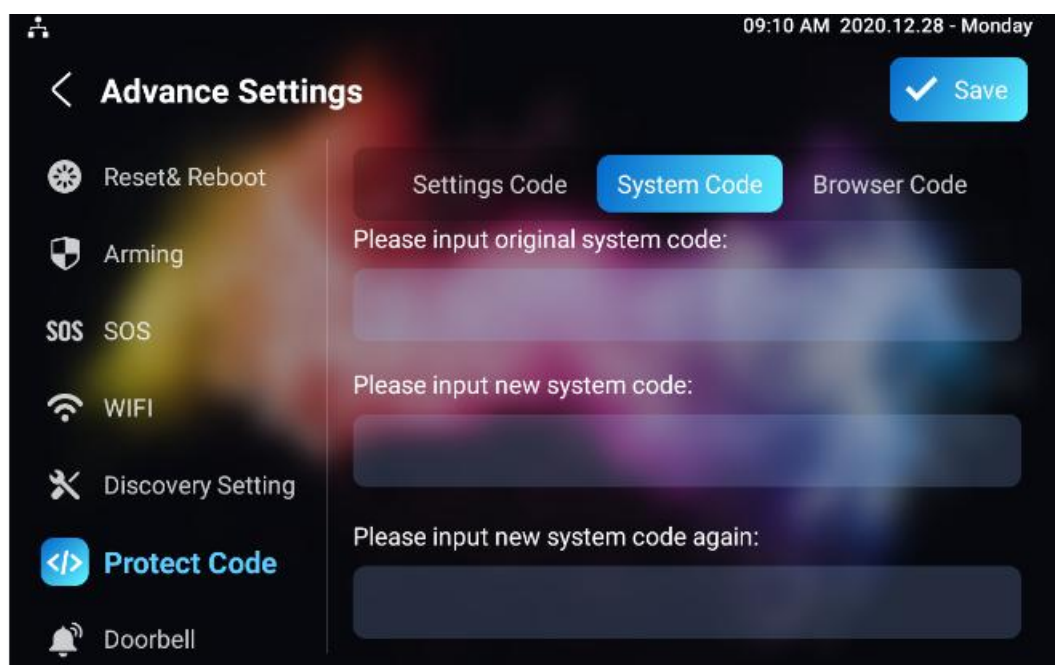 09:10 AM 2020.12.28 - Monday
Advance Settings
Save
Reset& Reboot
Arming
SOS SOS
WIFI
Discovery Setting
</> Protect Code
Doorbell
Settings Code System Code Browser Code
Please input original system code:
Please input new system code:
Please input new system code again: